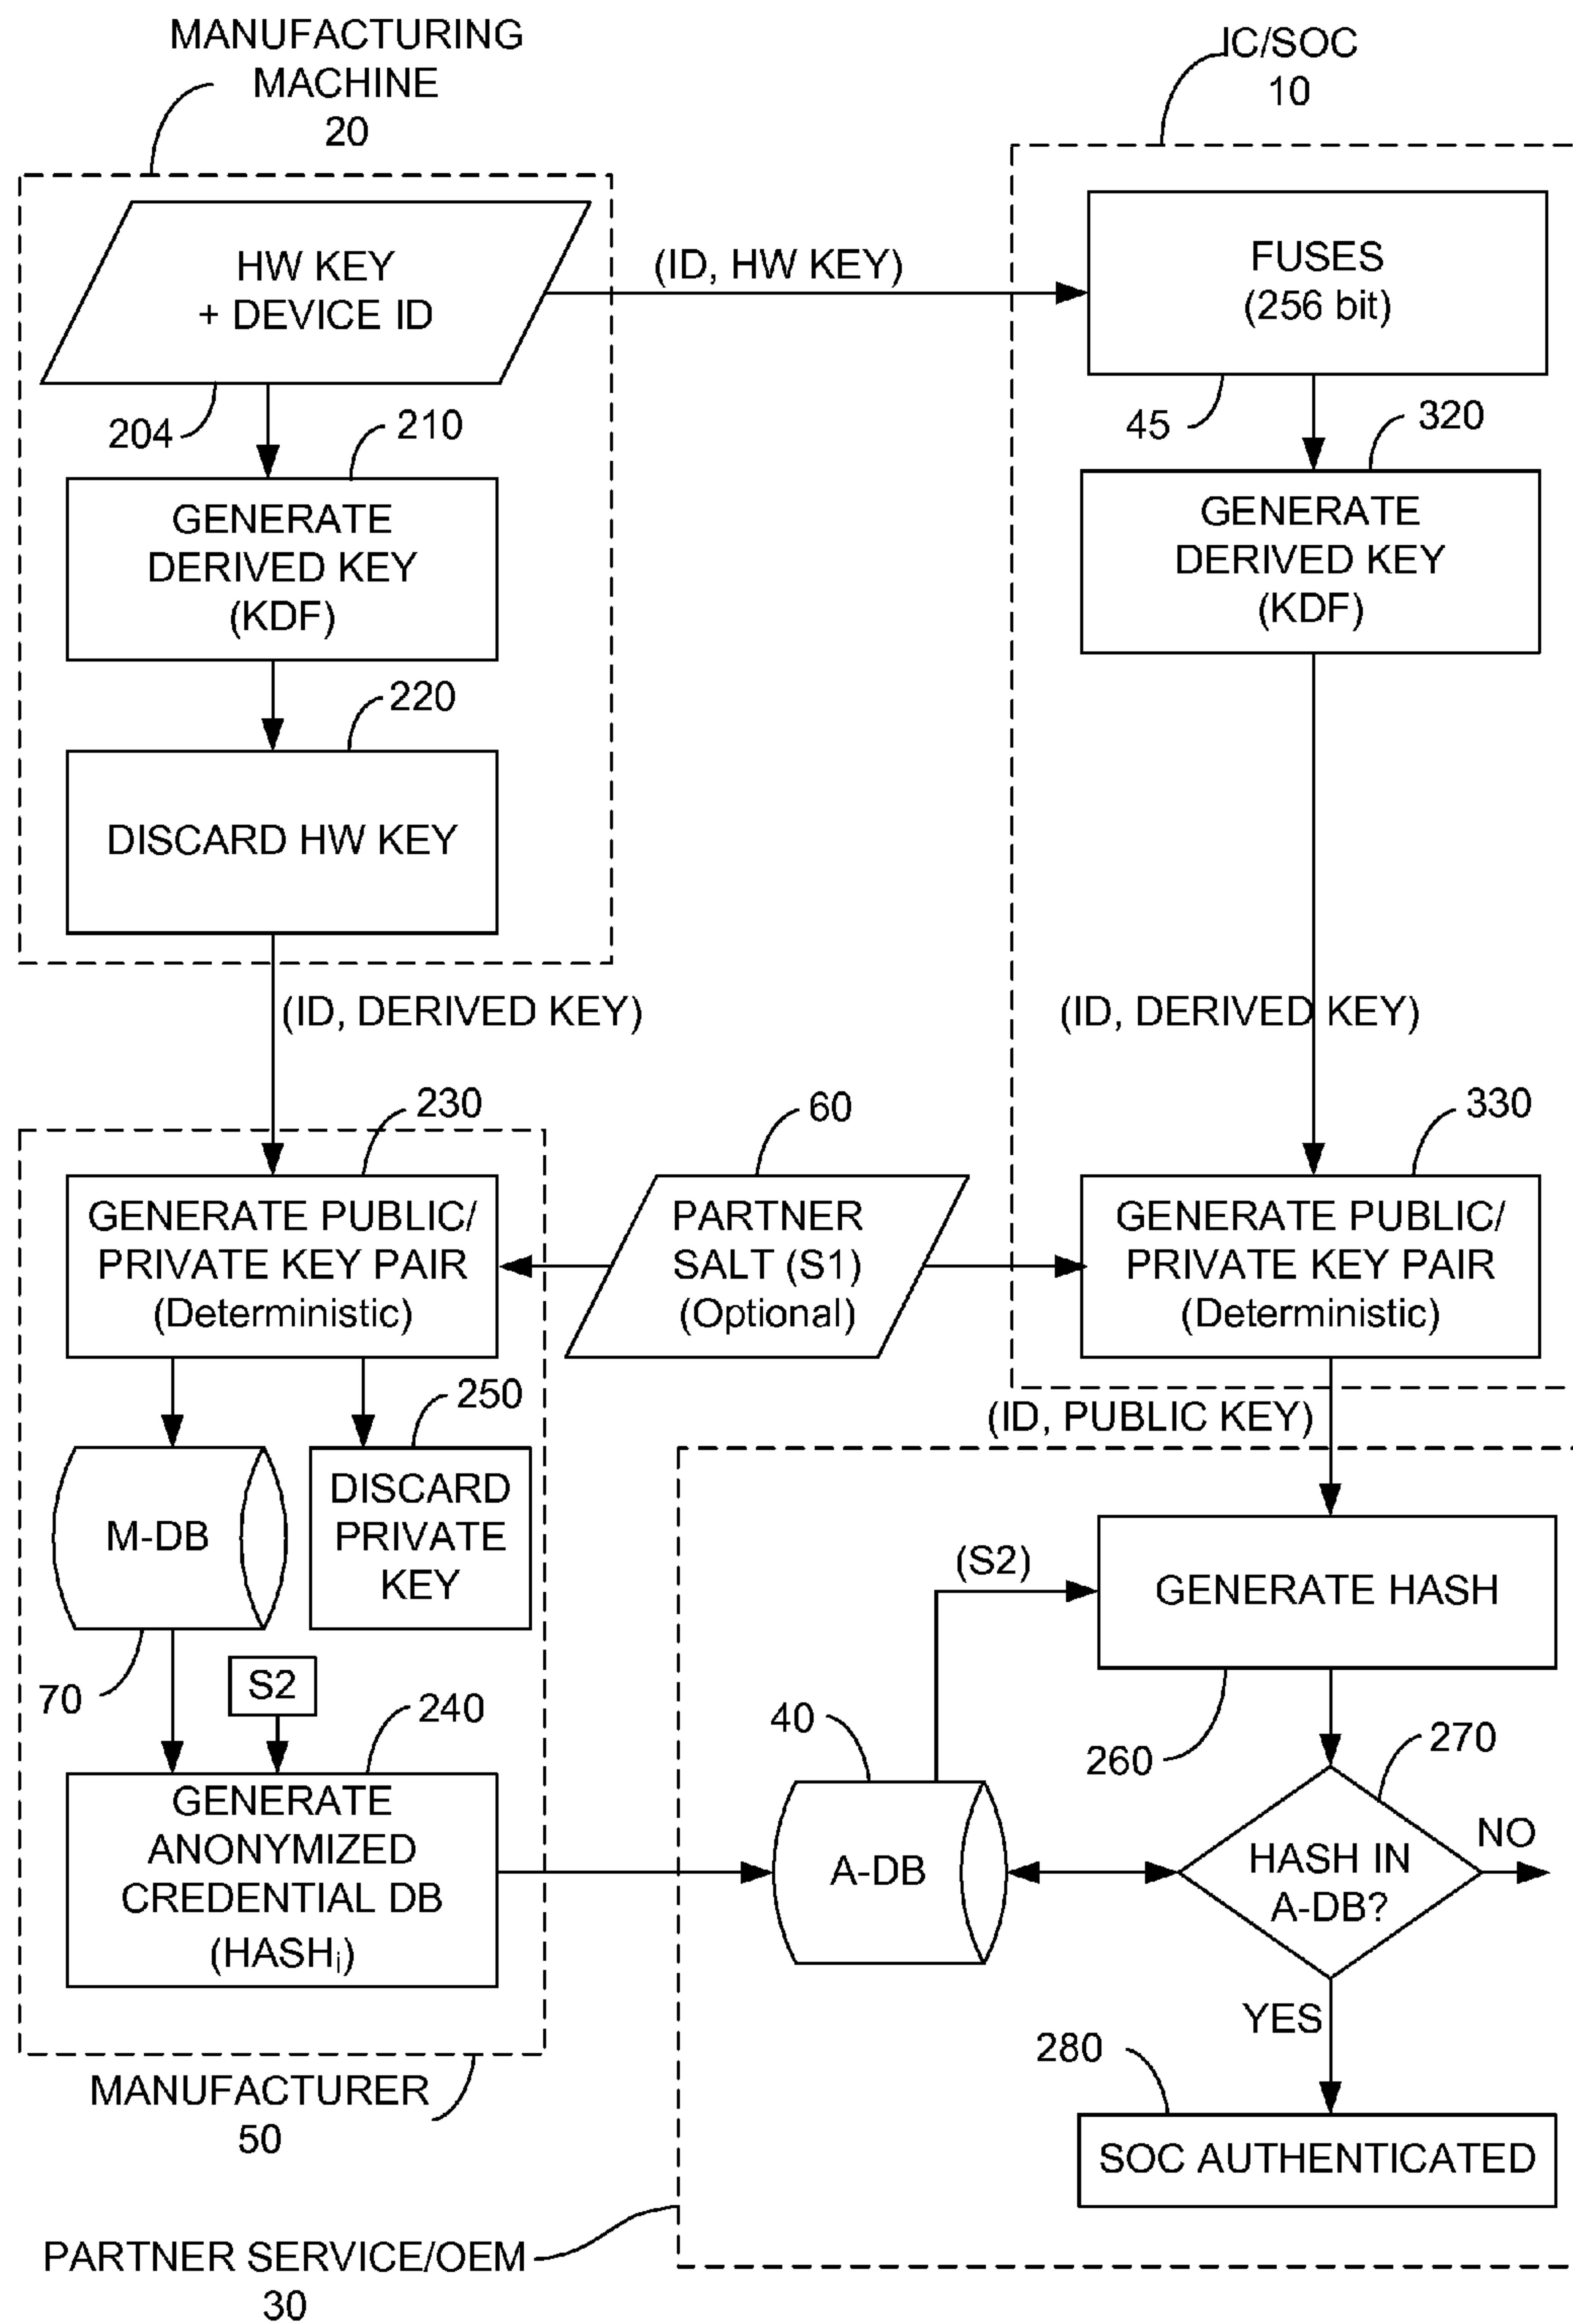 MANUFACTURING
MACHINE
20
IC/SOC
10
HW KEY
+ DEVICE ID
(ID, HW KEY)
FUSES
(256 bit)
204
210
45
320
GENERATE
DERIVED KEY
(KDF)
GENERATE
DERIVED KEY
(KDF)
220
DISCARD HW KEY
(ID, DERIVED KEY)
(ID, DERIVED KEY)
230
60
330
GENERATE PUBLIC/
PRIVATE KEY PAIR
(Deterministic)
PARTNER
SALT (S1)
(Optional)
GENERATE PUBLIC/
PRIVATE KEY PAIR
(Deterministic)
250
(ID, PUBLIC KEY)
M-DB
DISCARD
PRIVATE
KEY
(S2)
GENERATE HASH
70
S2
240
40
260
270
GENERATE
ANONYMIZED
CREDENTIAL DB
(HASHi)
A-DB
HASH IN
A-DB?
NO
YES
280
MANUFACTURER
50
SOC AUTHENTICATED
PARTNER SERVICE/OEM
30